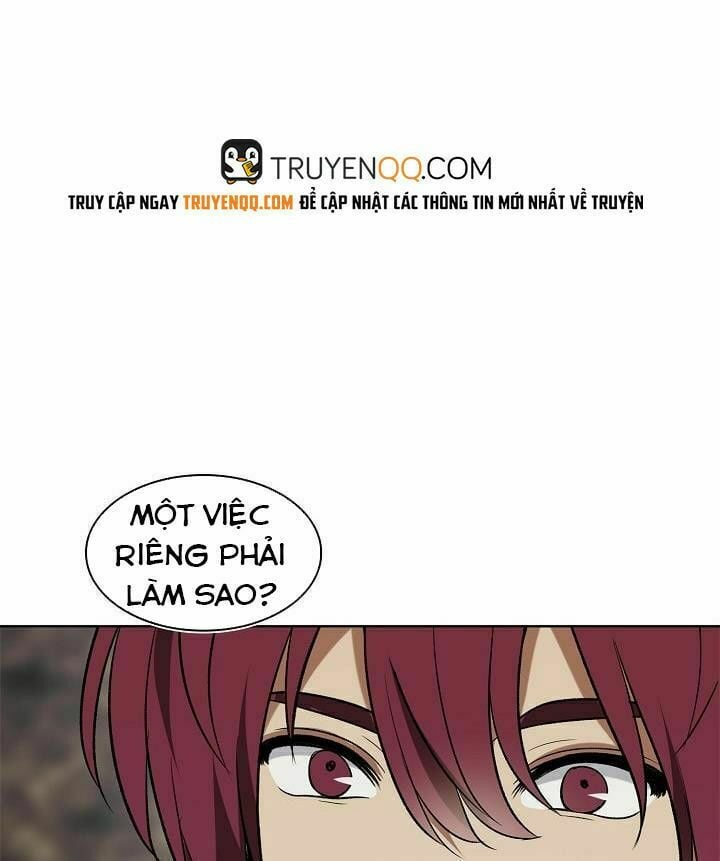 TRUYENQQ.COM
TRUY CẬP NGAY TRUYENQQ.COM ĐỂ CẬP NHẬT CÁC THÔNG TIN MỚI NHẤT VỀ TRUYỆN
MỘT VIỆC
RIÊNG PHẢI
LÀM SAO?